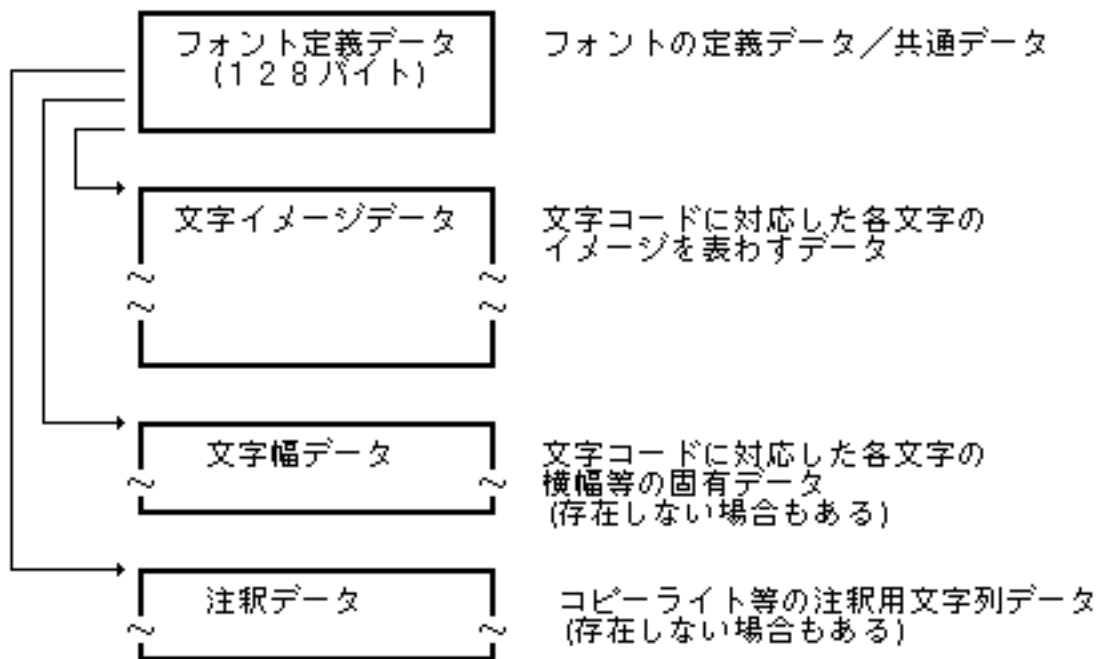 フォント定義データ
(128バイト)
フォントの定義データ／共通データ
文字イメージデータ
文字コードに対応した各文字の
イメージを表わすデータ
文字幅データ
文字コードに対応した各文字の
横幅等の固有データ
(存在しない場合もある)
注釈データ
コピーライト等の注釈用文字列データ
(存在しない場合もある)